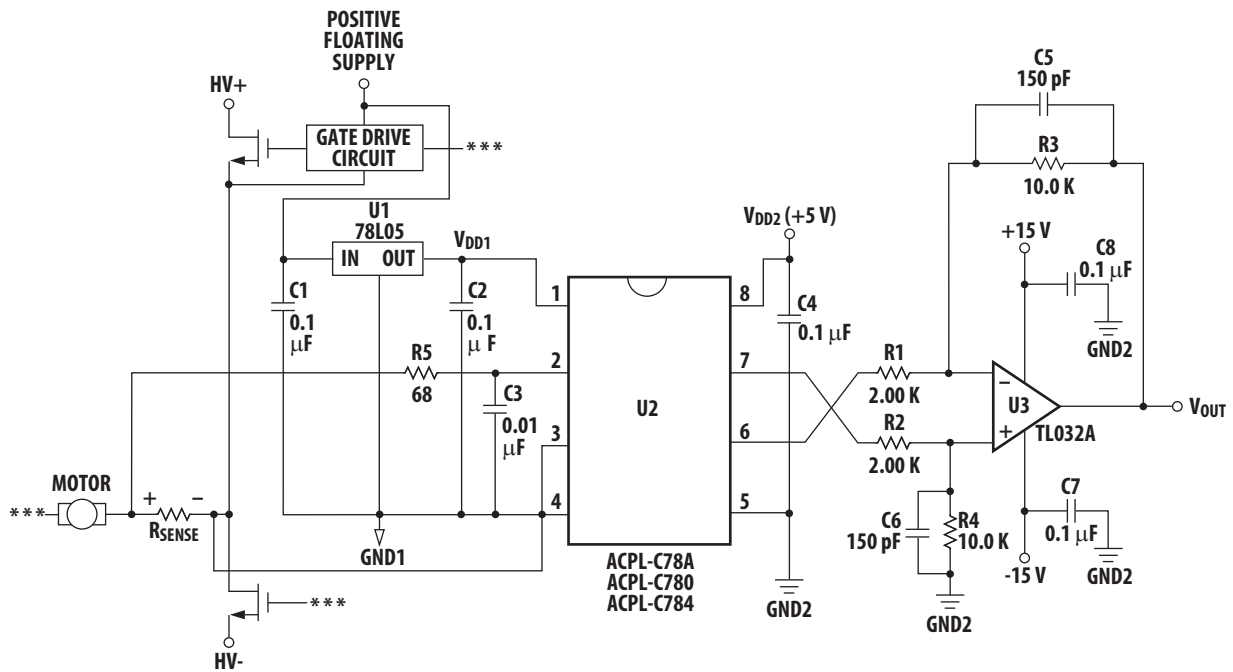 POSITIVE
FLOATING
SUPPLY
HV+
GATE DRIVE
CIRCUIT
***
U1
78L05
IN OUT
VDD1
C1
0.1
μF
C2
0.1
μ F
R5
68
C3
0.01
μF
MOTOR
***
+ −
RSENSE
GND1
***
HV-
1
2
3
4
U2
8
7
6
5
ACPL-C78A
ACPL-C780
ACPL-C784
VDD2 (+5 V)
C4
0.1 μF
GND2
R1
2.00 K
R2
2.00 K
C5
150 pF
R3
10.0 K
+15 V
C8
0.1 μF
GND2
−
U3
+
TL032A
VOUT
C6
150 pF
R4
10.0 K
GND2
C7
0.1 μF
GND2
-15 V